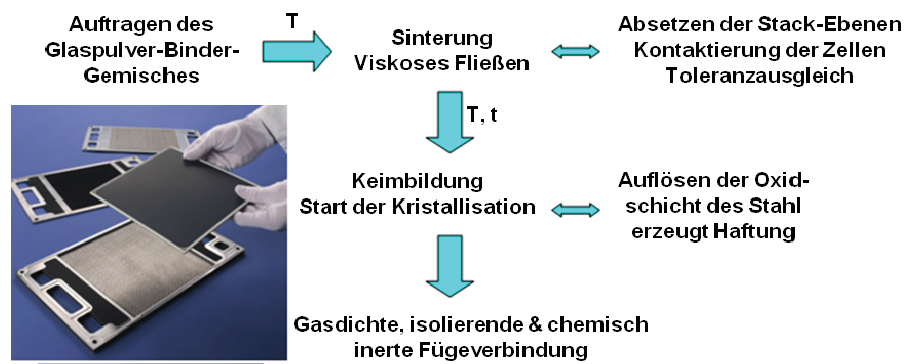 Auftragen des
Glaspulver-Binder-
Gemisches
T
Sinterung
Viskoses Fließen
Absetzen der Stack-Ebenen
Kontaktierung der Zellen
Toleranzausgleich
T, t
Keimbildung
Start der Kristallisation
Auflösen der Oxid-
schicht des Stahl
erzeugt Haftung
Gasdichte, isolierende & chemisch
inerte Fügeverbindung